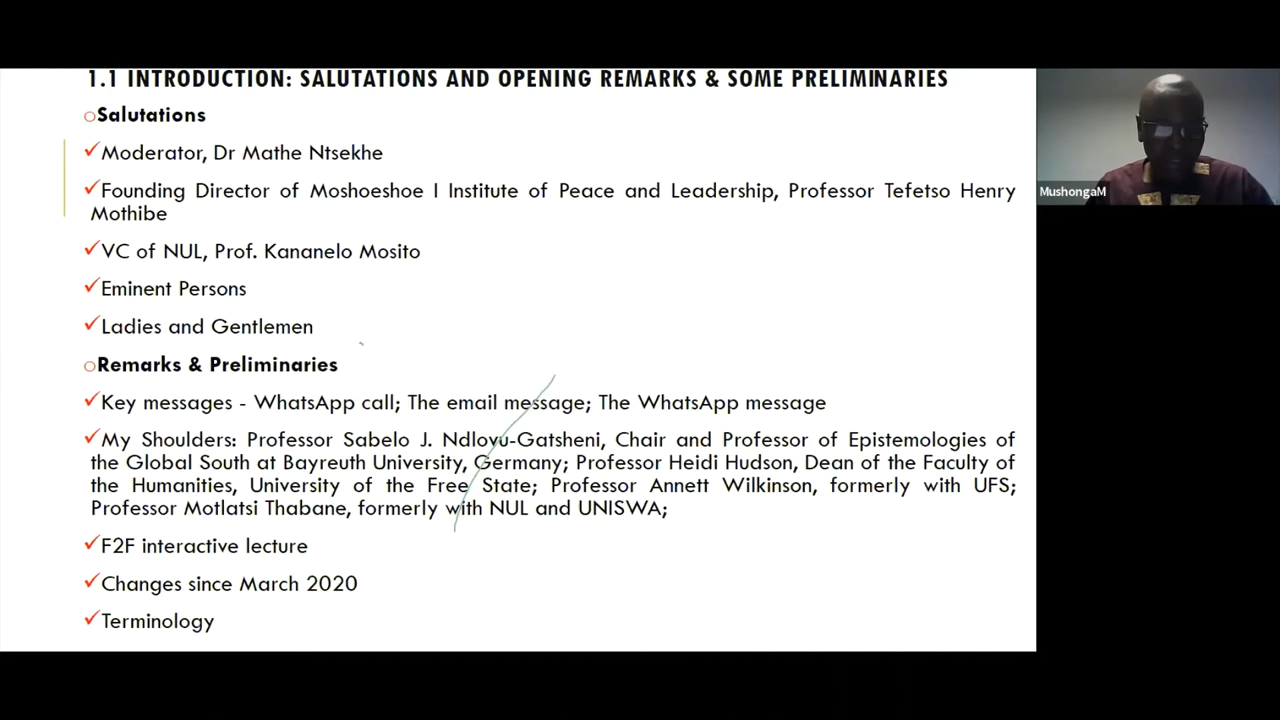 1.1 INTRODUCTION: SALUTATIONS AND OPENING REMARKS & SOME PRELIMINARIES
Salutations
Moderator, Dr Mathe Ntsekhe
Founding Director of Moshoeshoe I Institute of Peace and Leadership, Professor Tefetso Henry
Mothibe
VC of NUL, Prof. Kananelo Mosito
Eminent Persons
Ladies and Gentlemen
Remarks & Preliminaries
Key messages - WhatsApp call; The email message; The WhatsApp message
My Shoulders: Professor Sabelo J. Ndlovu-Gatsheni, Chair and Professor of Epistemologies of
the Global South at Bayreuth University, Germany; Professor Heidi Hudson, Dean of the Faculty of
the Humanities, University of the Free State; Professor Annett Wilkinson, formerly with UFS;
Professor Motlatsi Thabane, formerly with NUL and UNISWA;
F2F interactive lecture
Changes since March 2020
Terminology
MushongaM